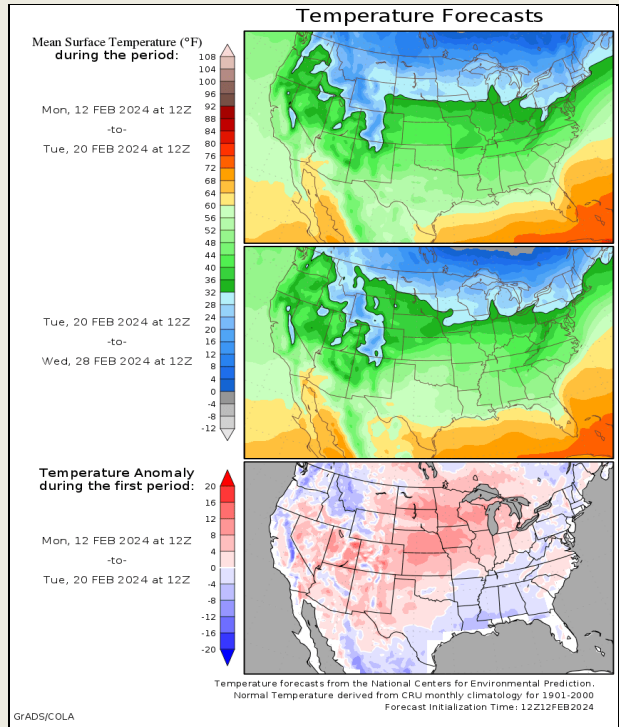 Temperature Forecasts
Mean Surface Temperature (°F)
during the period:
108
104
100
96
92
88
84
80
76
72
68
64
60
56
52
48
44
40
36
32
28
24
20
16
12
8
4
0
-4
-8
-12
Mon, 12 FEB 2024 at 12Z
-to-
Tue, 20 FEB 2024 at 12Z
Tue, 20 FEB 2024 at 12Z
-to-
Wed, 28 FEB 2024 at 12Z
Temperature Anomaly
during the first period:
20
16
12
8
4
0
-4
-8
-12
-16
-20
Mon, 12 FEB 2024 at 12Z
-to-
Tue, 20 FEB 2024 at 12Z
Temperature forecasts from the National Centers for Environmental Prediction.
Normal Temperature derived from CRU monthly climatology for 1901-2000
Forecast Initialization Time: 12Z12FEB2024
GrADS/COLA